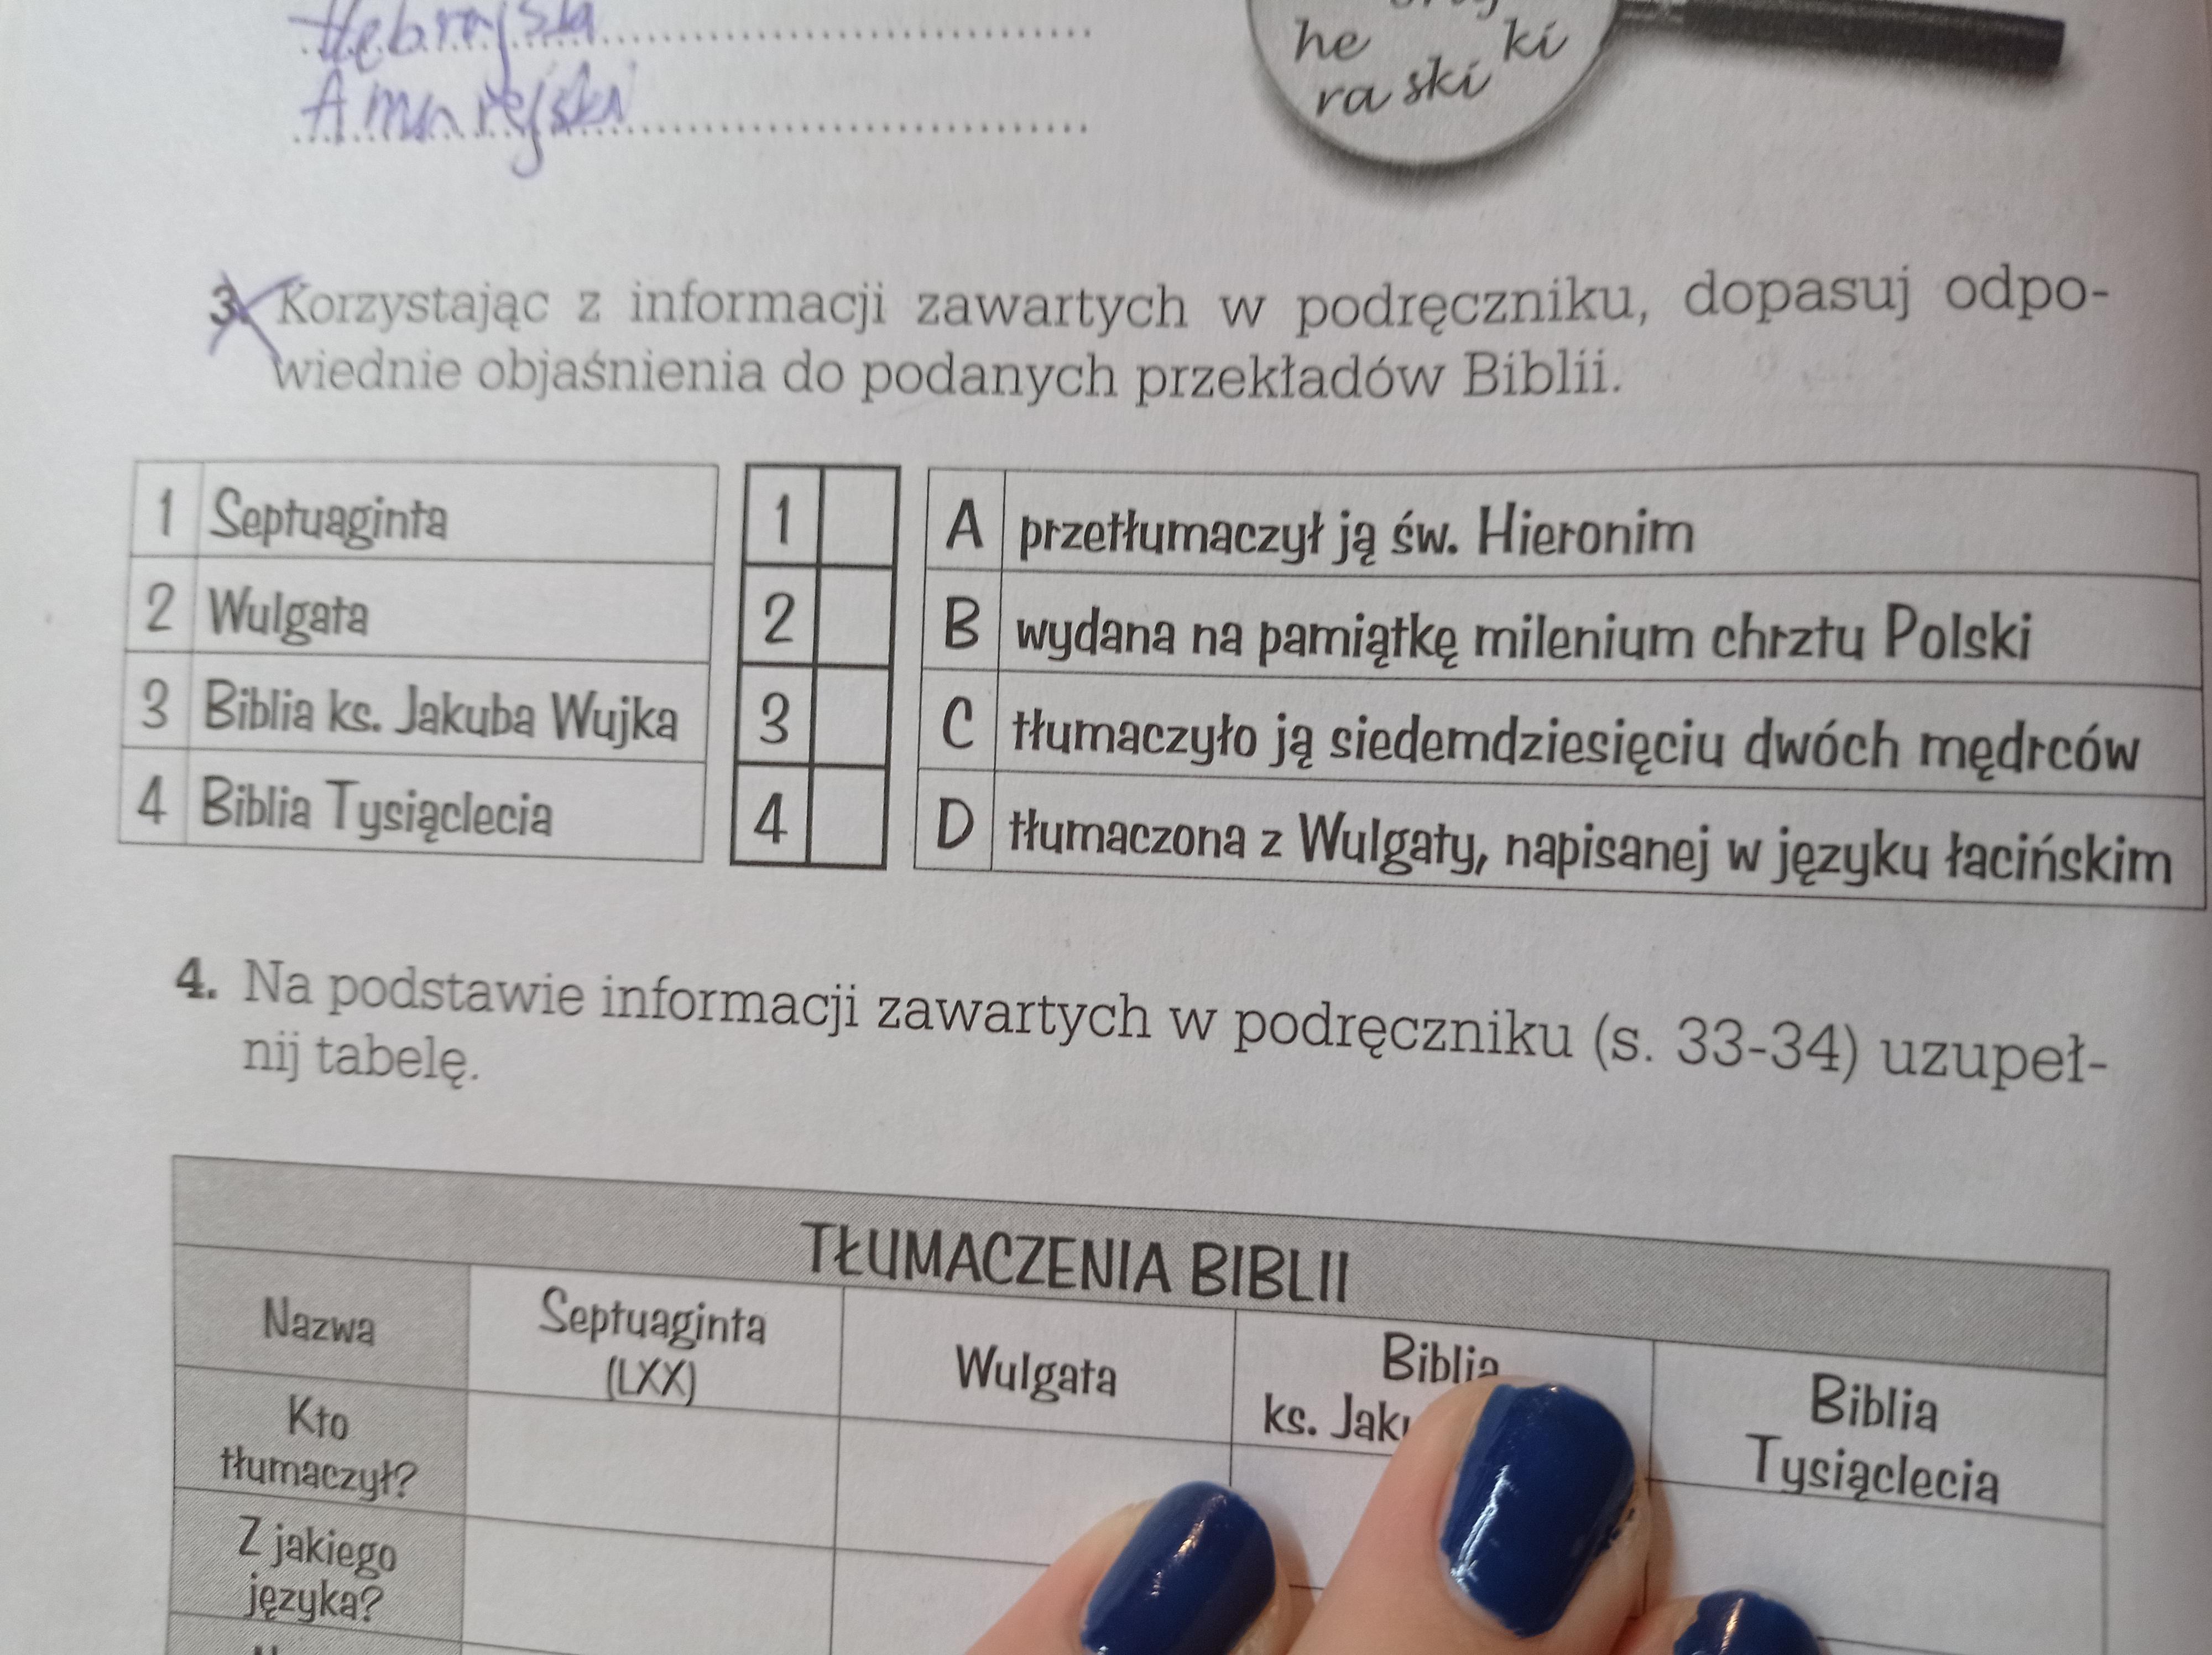 Hebrajski
he
ki
ra ski
3. Korzystając z informacji zawartych w podręczniku, dopasuj odpo-
wiednie objaśnienia do podanych przekładów Biblii.
1 Septuaginta 1 A przetłumaczył ją św. Hieronim
2 Wulgata 2 B wydana na pamiątkę milenium chrztu Polski
3 Biblia ks. Jakuba Wujka 3 C tłumaczyło ją siedemdziesięciu dwóch mędrców
4 Biblia Tysiąclecia 4 D tłumaczona z Wulgaty, napisanej w języku łacińskim
4. Na podstawie informacji zawartych w podręczniku (s. 33-34) uzupeł-
nij tabelę.
TŁUMACZENIA BIBLII
Nazwa
Septuaginta
(LXX)
Wulgata
Biblia
ks.
Biblia
Tysiąclecia
Kto
tłumaczył?
Z jakiego
języka?